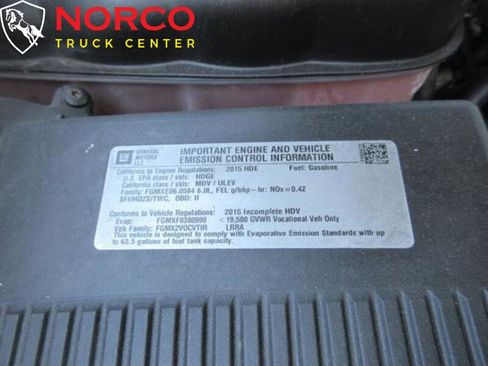 NORCO
TRUCK CENTER
GM GENERAL MOTORS LLC.
IMPORTANT ENGINE AND VEHICLE
EMISSION CONTROL INFORMATION
Conforms to Engine Regulations: 2015 HDE Fuel: Gasoline
U.S. EPA class / stds: HDGE
California class / stds: MDV / ULEV
Family: FGMXE06.0584 6.0L, FEL g/bhp-hr: NOx= 0.42
SFI/HO2S/TWC, OBD: II
Conforms to Vehicle Regulations: 2015 Incomplete HDV
Evap: FGMXF0300998 < 19,500 GVWR Vocational Veh Only
Veh Family: FGMX2VOCVTIR LRRA
This vehicle is designed to comply with Evaporative Emission Standards with up
to 63.5 gallons of fuel tank capacity.